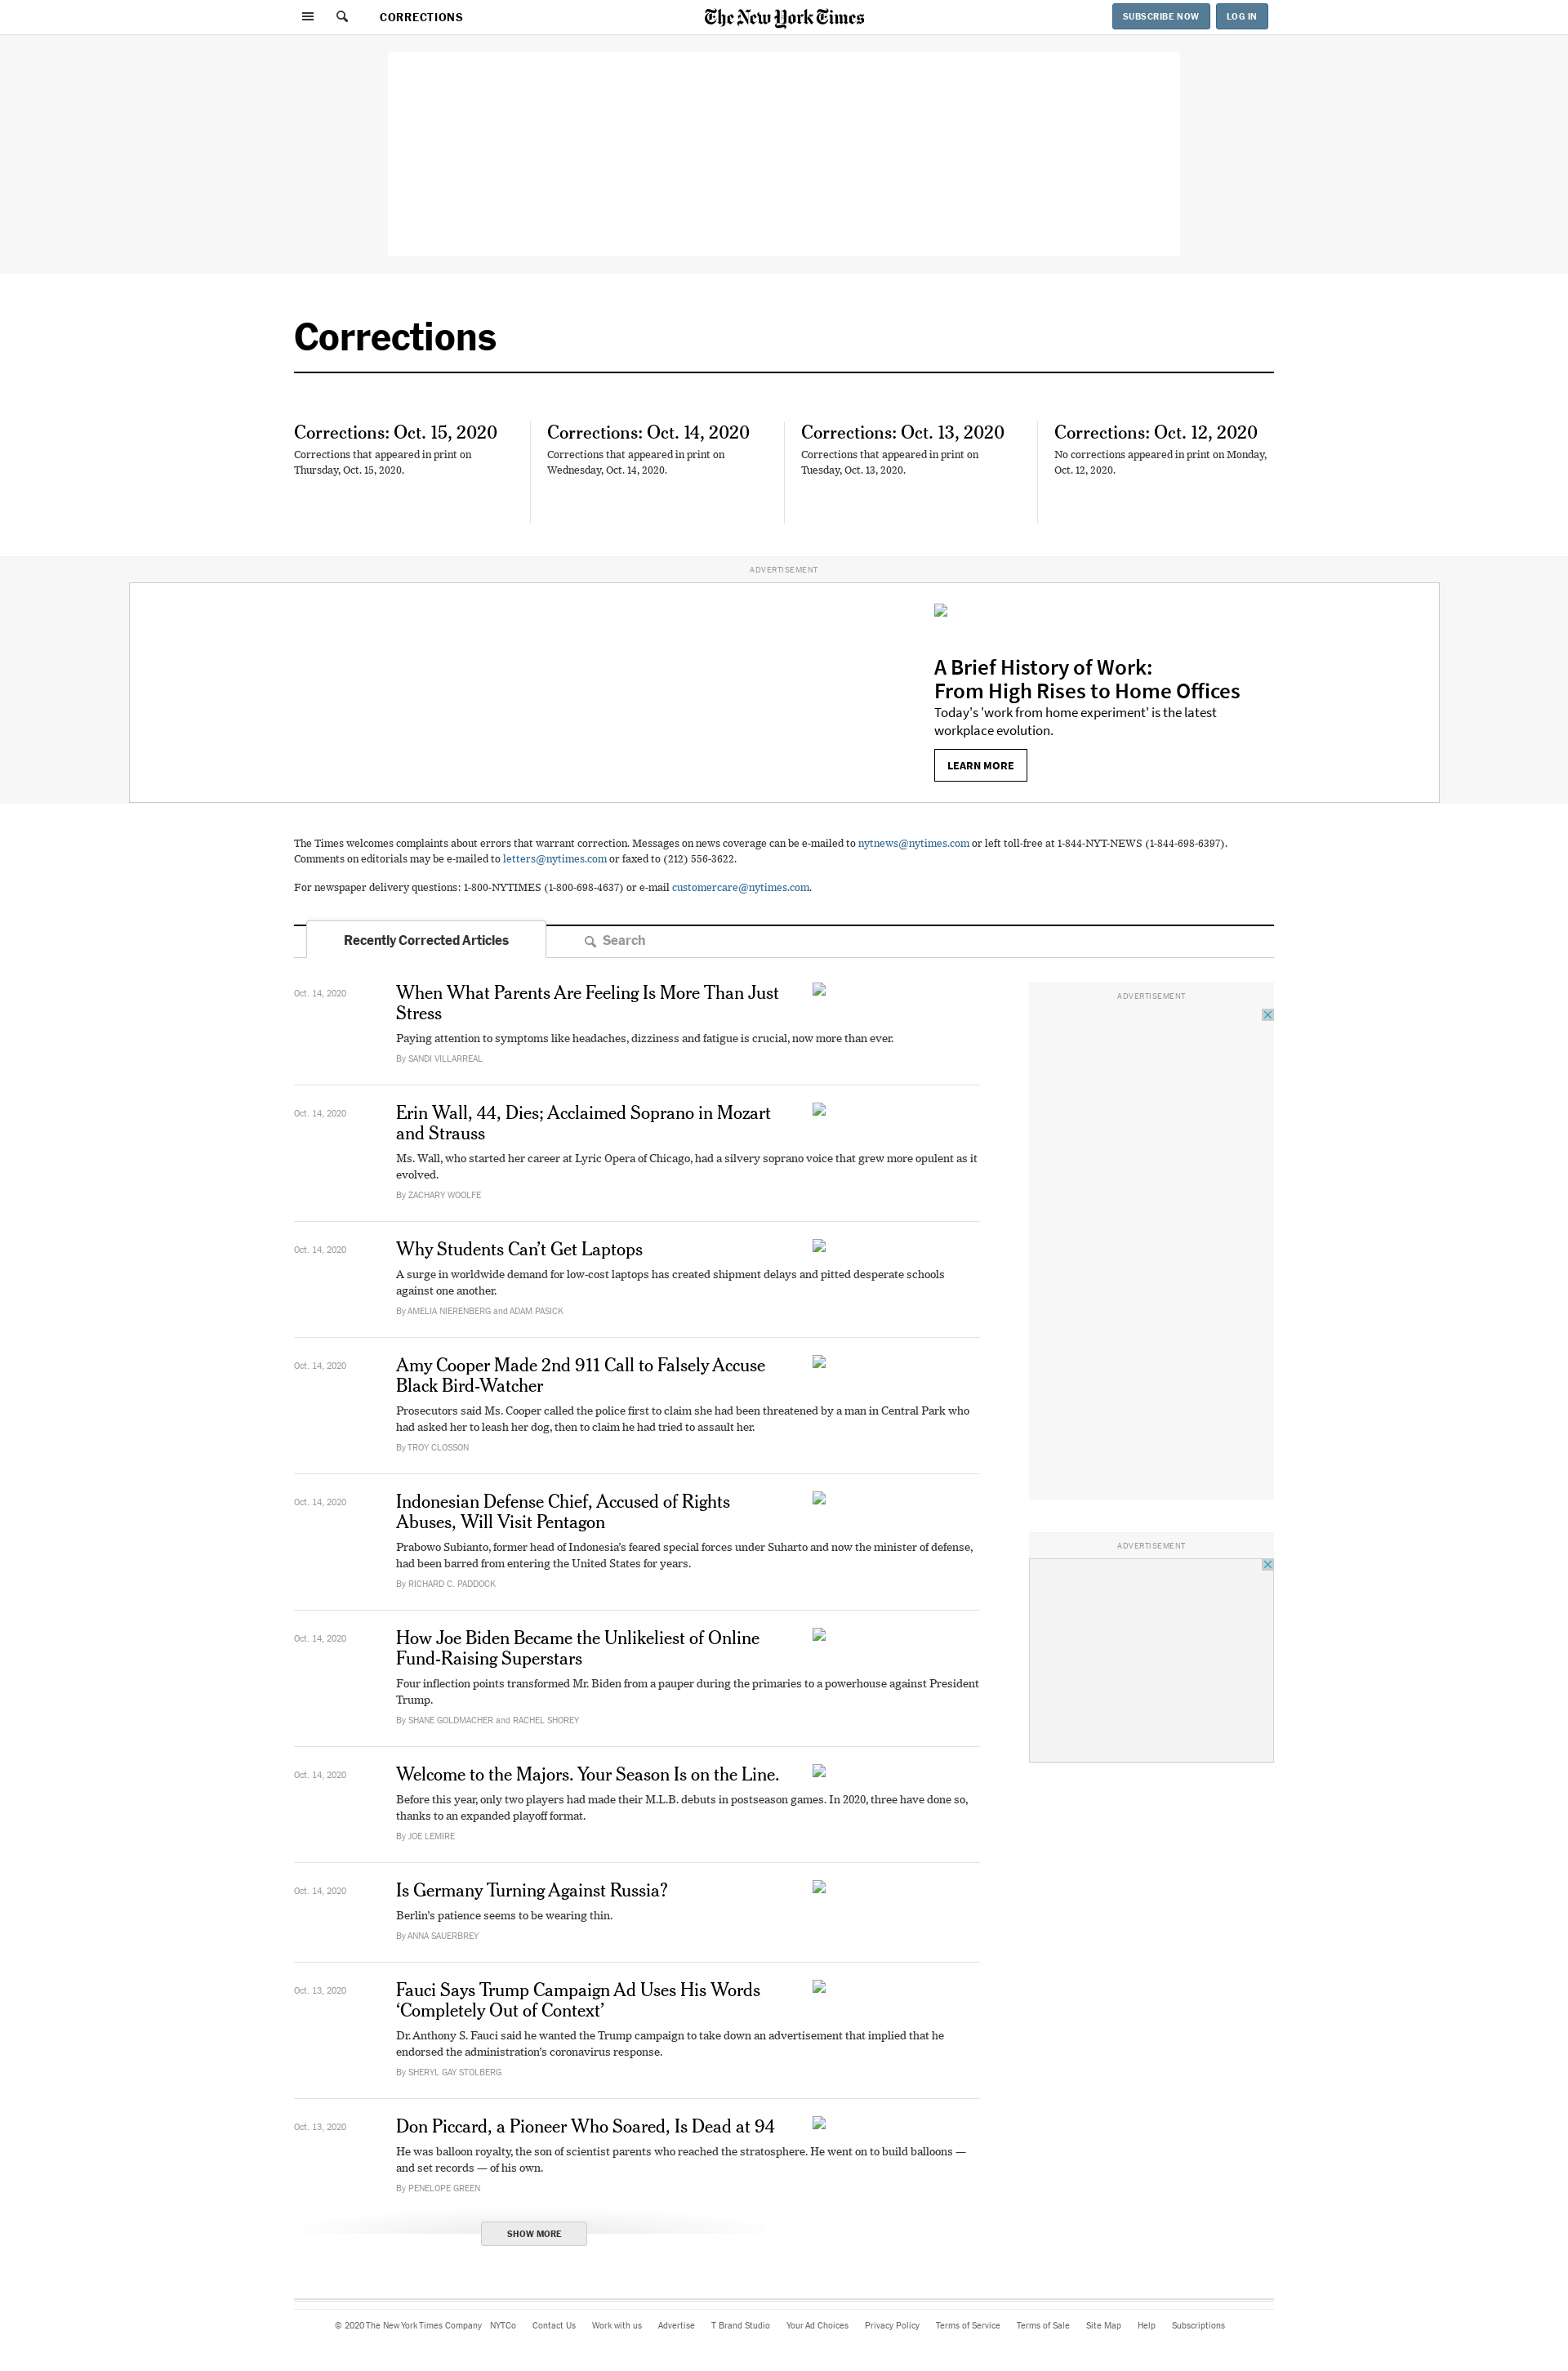 CORRECTIONS
The New York Times
SUBSCRIBE NOW
LOG IN
Corrections
Corrections: Oct. 15, 2020
Corrections that appeared in print on
Thursday, Oct. 15, 2020.
Corrections: Oct. 14, 2020
Corrections that appeared in print on
Wednesday, Oct. 14, 2020.
Corrections: Oct. 13, 2020
Corrections that appeared in print on
Tuesday, Oct. 13, 2020.
Corrections: Oct. 12, 2020
No corrections appeared in print on Monday,
Oct. 12, 2020.
ADVERTISEMENT
A Brief History of Work:
From High Rises to Home Offices
Today's 'work from home experiment' is the latest
workplace evolution.
LEARN MORE
The Times welcomes complaints about errors that warrant correction. Messages on news coverage can be e-mailed to nytnews@nytimes.com or left toll-free at 1-844-NYT-NEWS (1-844-698-6397).
Comments on editorials may be e-mailed to letters@nytimes.com or faxed to (212) 556-3622.
For newspaper delivery questions: 1-800-NYTIMES (1-800-698-4637) or e-mail customercare@nytimes.com.
Recently Corrected Articles
Search
Oct. 14, 2020
When What Parents Are Feeling Is More Than Just
Stress
Paying attention to symptoms like headaches, dizziness and fatigue is crucial, now more than ever.
By SANDI VILLARREAL
Oct. 14, 2020
Erin Wall, 44, Dies; Acclaimed Soprano in Mozart
and Strauss
Ms. Wall, who started her career at Lyric Opera of Chicago, had a silvery soprano voice that grew more opulent as it
evolved.
By ZACHARY WOOLFE
Oct. 14, 2020
Why Students Can’t Get Laptops
A surge in worldwide demand for low-cost laptops has created shipment delays and pitted desperate schools
against one another.
By AMELIA NIERENBERG and ADAM PASICK
Oct. 14, 2020
Amy Cooper Made 2nd 911 Call to Falsely Accuse
Black Bird-Watcher
Prosecutors said Ms. Cooper called the police first to claim she had been threatened by a man in Central Park who
had asked her to leash her dog, then to claim he had tried to assault her.
By TROY CLOSSON
Oct. 14, 2020
Indonesian Defense Chief, Accused of Rights
Abuses, Will Visit Pentagon
Prabowo Subianto, former head of Indonesia’s feared special forces under Suharto and now the minister of defense,
had been barred from entering the United States for years.
By RICHARD C. PADDOCK
Oct. 14, 2020
How Joe Biden Became the Unlikeliest of Online
Fund-Raising Superstars
Four inflection points transformed Mr. Biden from a pauper during the primaries to a powerhouse against President
Trump.
By SHANE GOLDMACHER and RACHEL SHOREY
Oct. 14, 2020
Welcome to the Majors. Your Season Is on the Line.
Before this year, only two players had made their M.L.B. debuts in postseason games. In 2020, three have done so,
thanks to an expanded playoff format.
By JOE LEMIRE
Oct. 14, 2020
Is Germany Turning Against Russia?
Berlin’s patience seems to be wearing thin.
By ANNA SAUERBREY
Oct. 13, 2020
Fauci Says Trump Campaign Ad Uses His Words
‘Completely Out of Context’
Dr. Anthony S. Fauci said he wanted the Trump campaign to take down an advertisement that implied that he
endorsed the administration’s coronavirus response.
By SHERYL GAY STOLBERG
Oct. 13, 2020
Don Piccard, a Pioneer Who Soared, Is Dead at 94
He was balloon royalty, the son of scientist parents who reached the stratosphere. He went on to build balloons —
and set records — of his own.
By PENELOPE GREEN
SHOW MORE
ADVERTISEMENT
ADVERTISEMENT
© 2020 The New York Times Company NYTCo Contact Us Work with us Advertise T Brand Studio Your Ad Choices Privacy Policy Terms of Service Terms of Sale Site Map Help Subscriptions